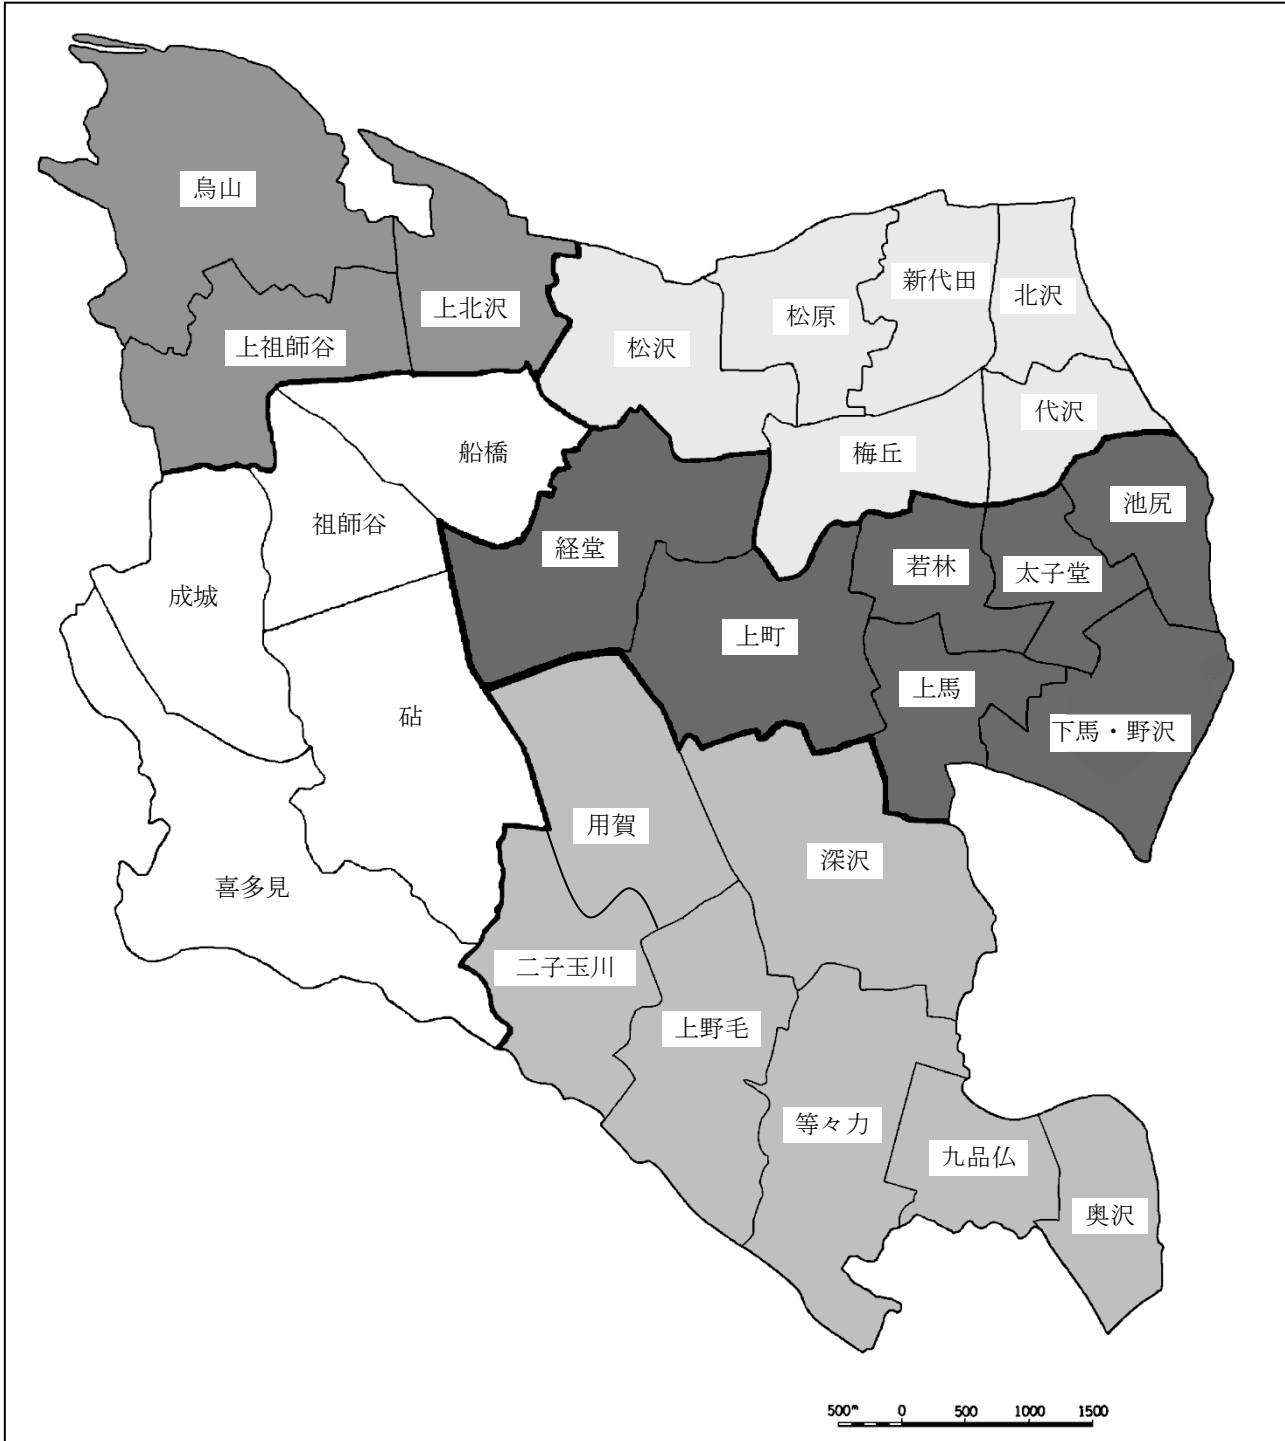 烏山
上北沢
上祖師谷
松沢
松原
新代田
北沢
代沢
梅丘
船橋
祖師谷
成城
砧
喜多見
経堂
上町
若林
太子堂
池尻
上馬
下馬・野沢
用賀
深沢
二子玉川
上野毛
等々力
九品仏
奥沢
500m 0 500 1000 1500